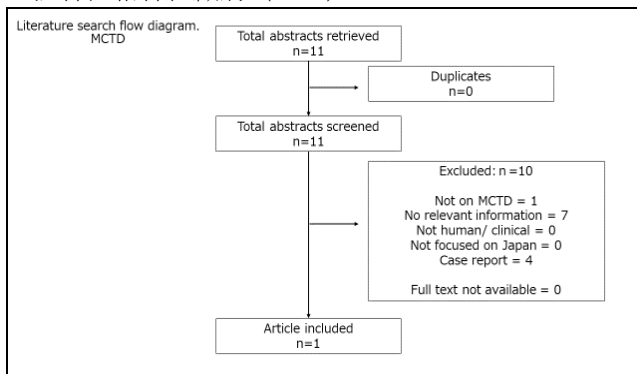 Literature search flow diagram.
MCTD
Total abstracts retrieved
n=11
Duplicates
n=0
Total abstracts screened
n=11
Excluded: n =10
Not on MCTD = 1
No relevant information = 7
Not human/ clinical = 0
Not focused on Japan = 0
Case report = 4
Full text not available = 0
Article included
n=1